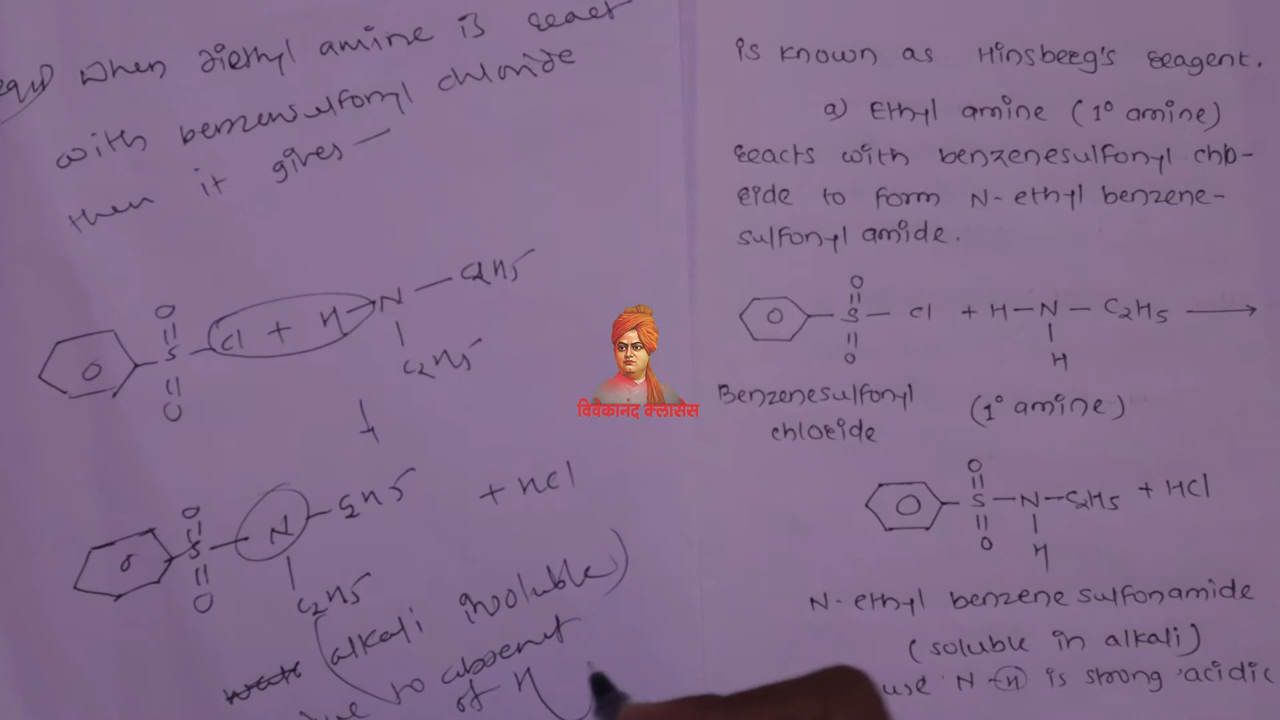 when diethyl amine is react
with benzensulfonyl chloride
then it gives —
O
S Cl + H N — C2H5
O
C2H5
O
S N C2H5 + HCl
O
C2H5
(alkali insoluble)
to absent
of H
विवेकानंद क्लासेस
is known as Hinsberg's reagent.
a) Ethyl amine (1° amine)
reacts with benzenesulfonyl chlo-
ride to form N-ethyl benzene-
sulfonyl amide.
O
S — Cl + H — N — C2H5 →
O
H
Benzenesulfonyl (1° amine)
chloride
O
S — N — C2H5 + HCl
O
H
N-ethyl benzene sulfonamide
(soluble in alkali)
N-H is strong acidic